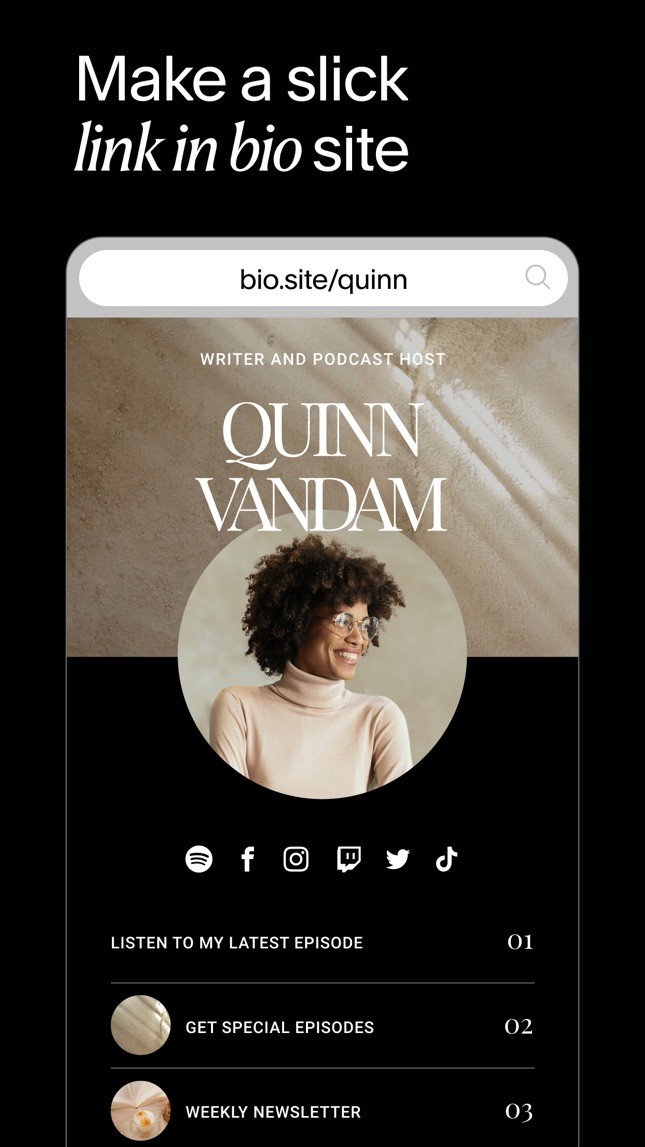 Make a slick
link in bio site
bio.site/quinn
WRITER AND PODCAST HOST
QUINN
VANDAM
LISTEN TO MY LATEST EPISODE 01
GET SPECIAL EPISODES 02
WEEKLY NEWSLETTER 03